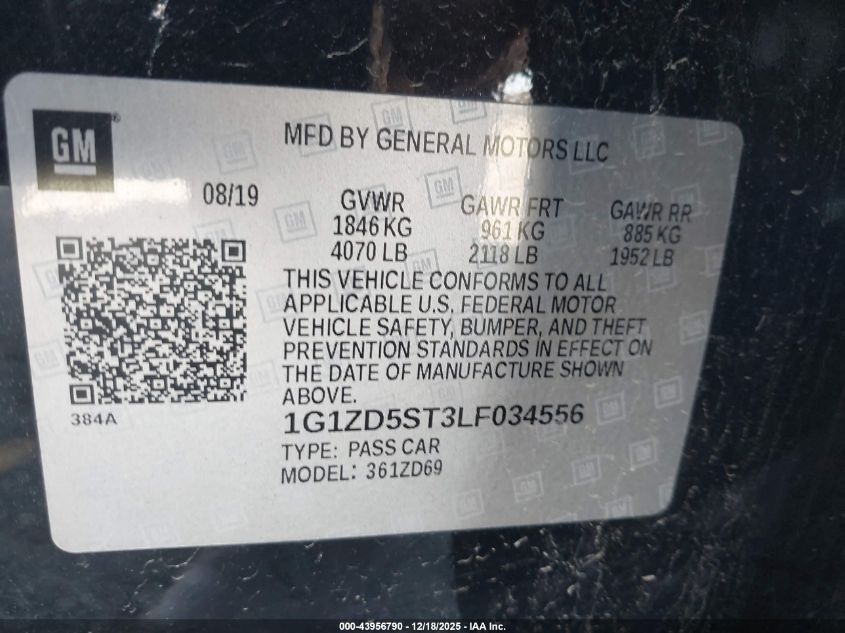 GM
MFD BY GENERAL MOTORS LLC
08/19
GVWR
1846 KG
4070 LB
GAWR FRT
961 KG
2118 LB
GAWR RR
885 KG
1952 LB
THIS VEHICLE CONFORMS TO ALL
APPLICABLE U.S. FEDERAL MOTOR
VEHICLE SAFETY, BUMPER, AND THEFT
PREVENTION STANDARDS IN EFFECT ON
THE DATE OF MANUFACTURE SHOWN
ABOVE.
384A
1G1ZD5ST3LF034556
TYPE: PASS CAR
MODEL: 361ZD69
000-43956790 - 12/18/2025 - IAA Inc.